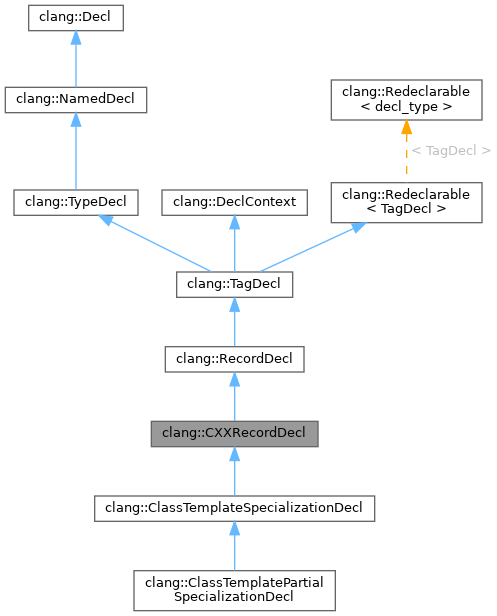 clang::Decl
clang::NamedDecl
clang::Redeclarable
< decl_type >
< TagDecl >
clang::TypeDecl
clang::DeclContext
clang::Redeclarable
< TagDecl >
clang::TagDecl
clang::RecordDecl
clang::CXXRecordDecl
clang::ClassTemplateSpecializationDecl
clang::ClassTemplatePartial
SpecializationDecl